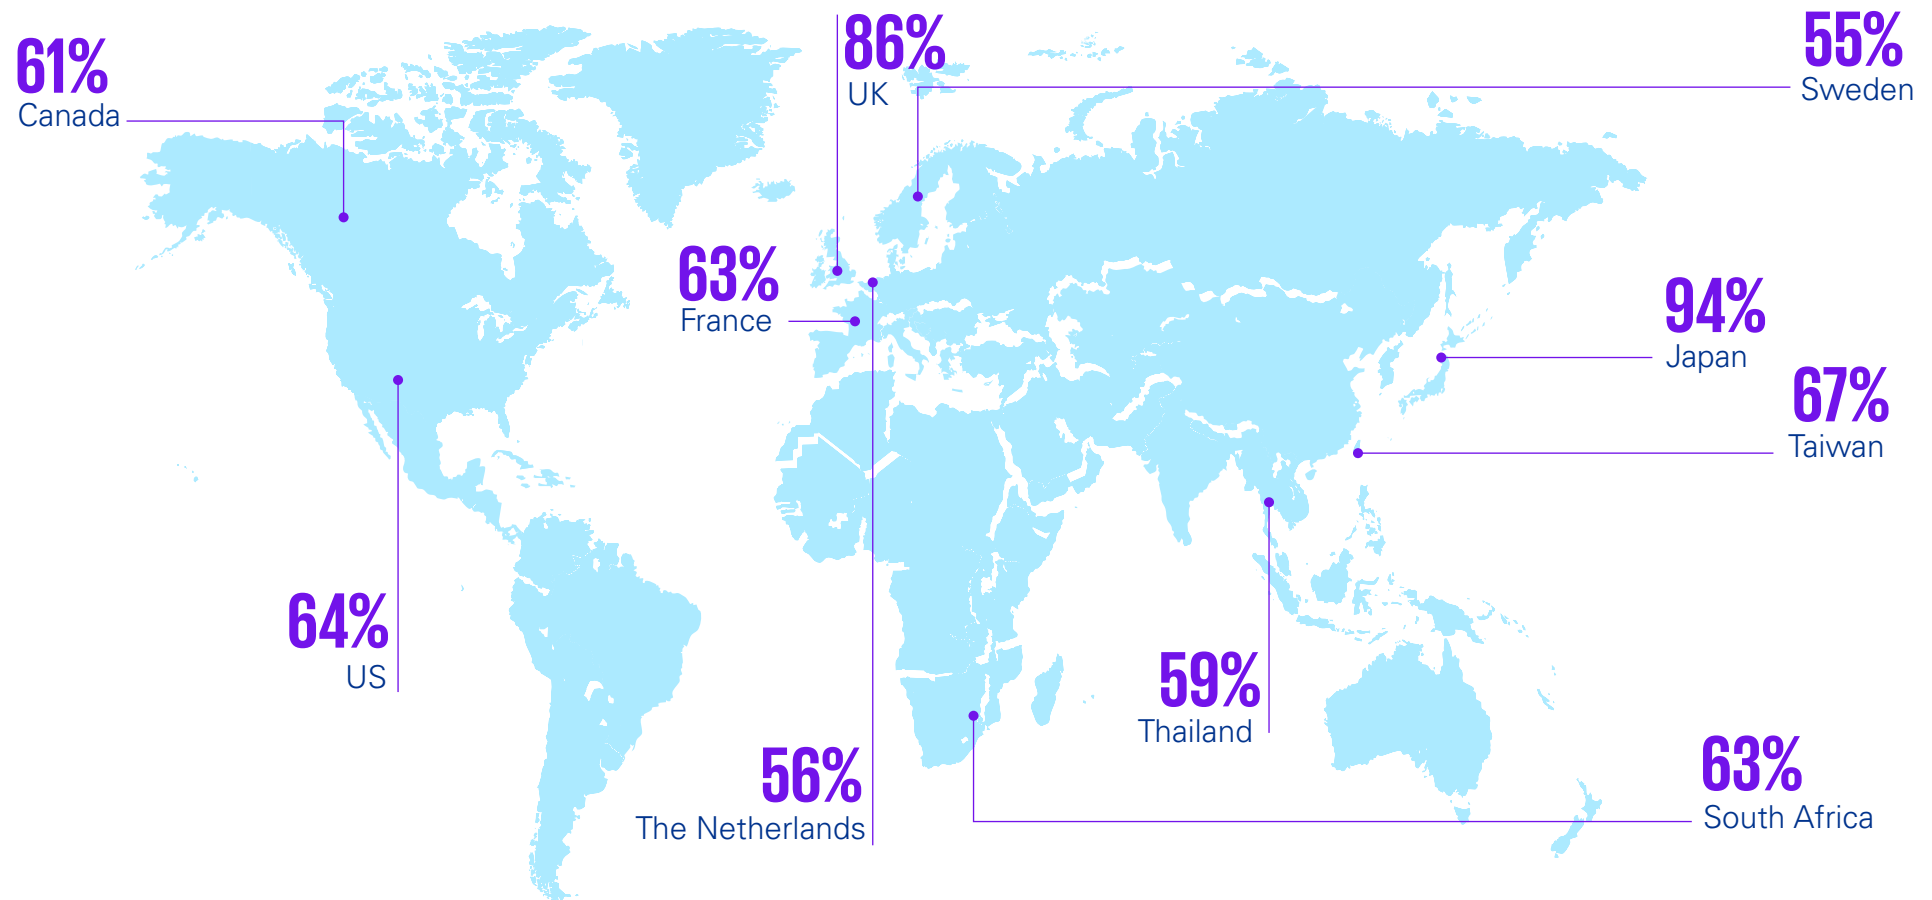 61%
Canada
86%
UK
55%
Sweden
63%
France
94%
Japan
67%
Taiwan
64%
US
59%
Thailand
56%
The Netherlands
63%
South Africa